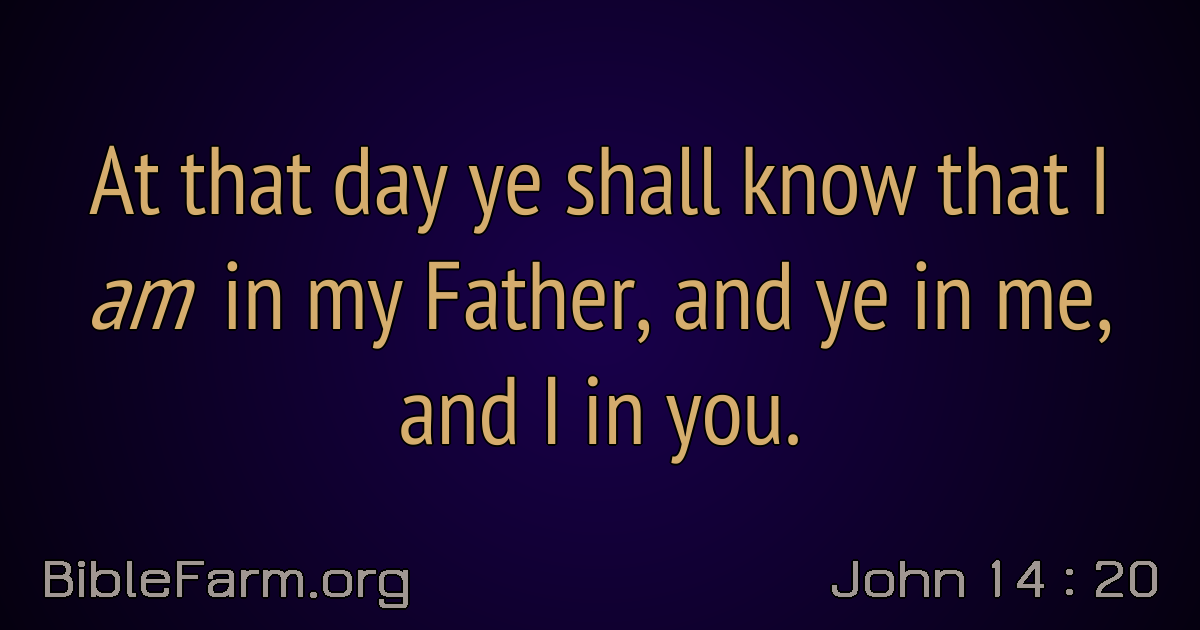 At that day ye shall know that I
am in my Father, and ye in me,
and I in you.
BibleFarm.org
John 14 : 20